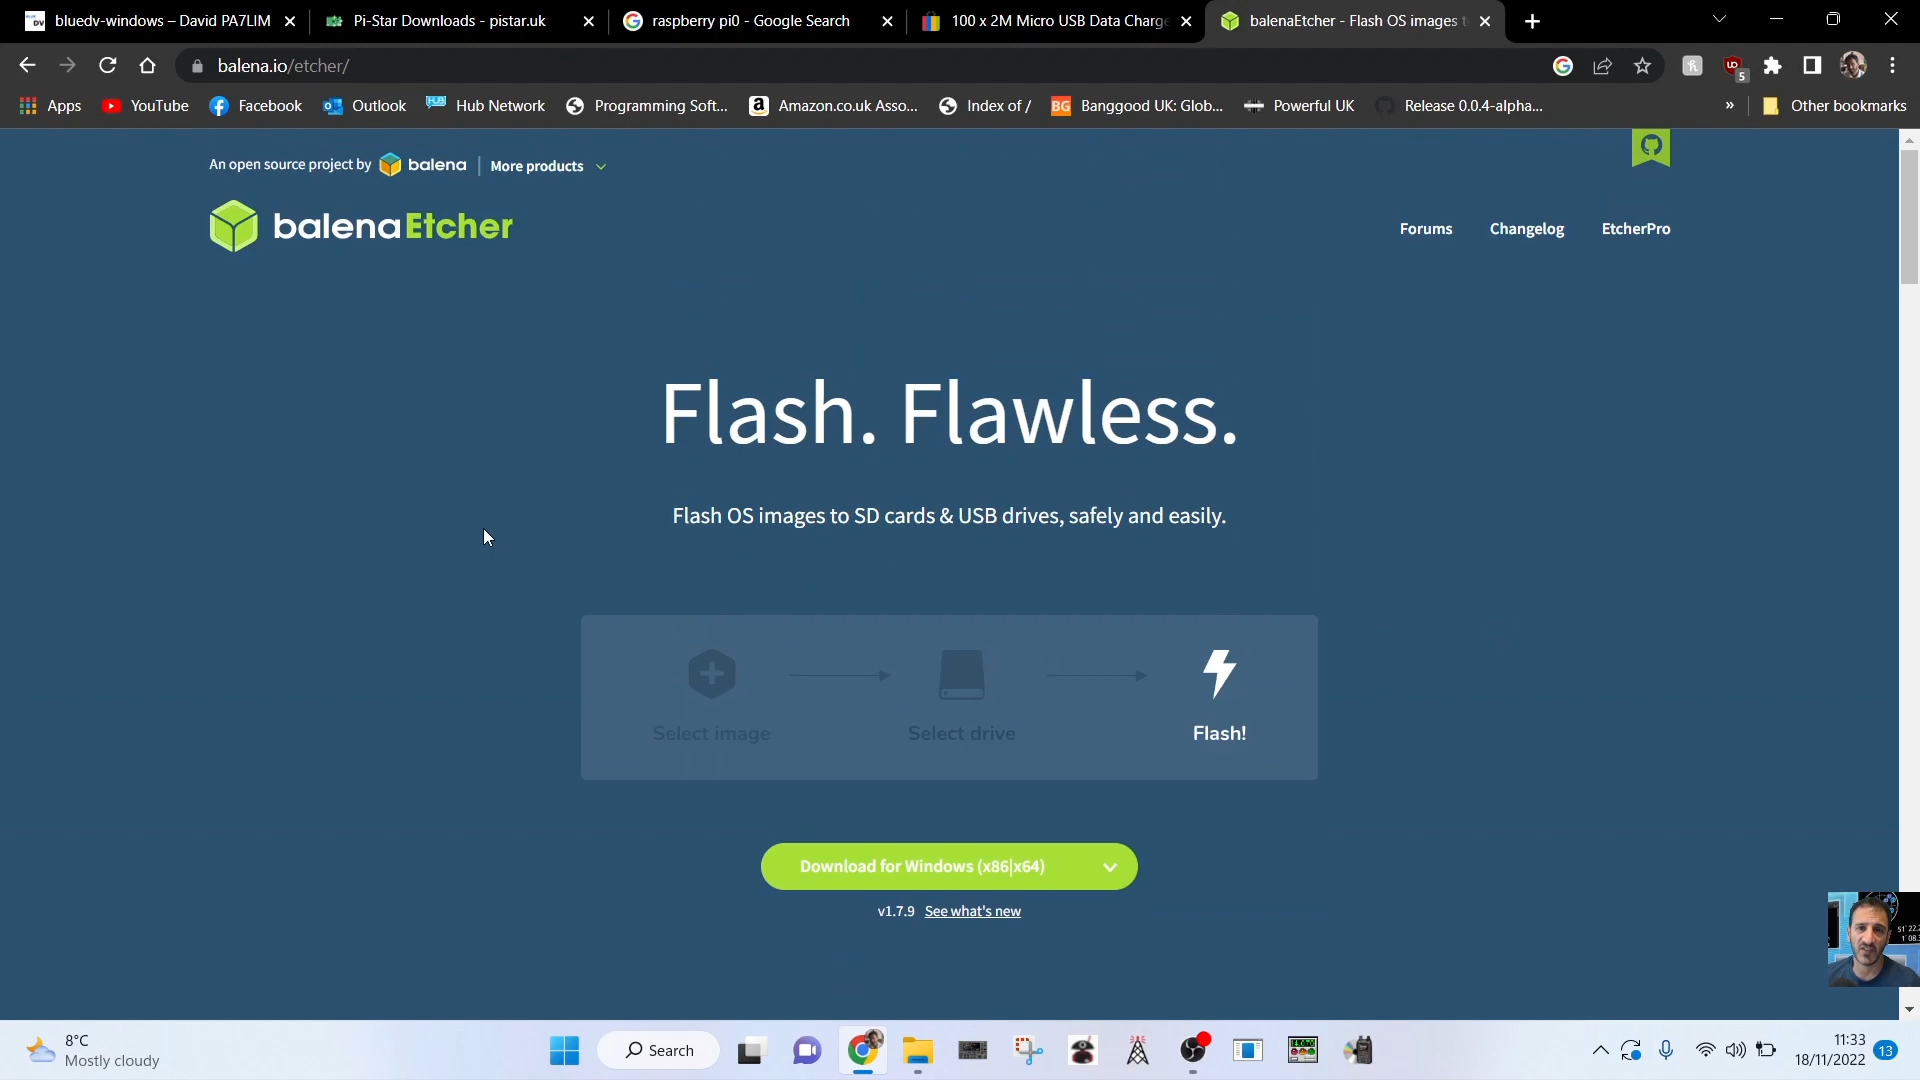 bluedv-windows – David PA7LIM
Pi-Star Downloads - pistar.uk
raspberry pi0 - Google Search
100 x 2M Micro USB Data Charge
balenaEtcher - Flash OS images t
balena.io/etcher/
5
Apps
YouTube
Facebook
Outlook
Hub Network
Programming Soft...
Amazon.co.uk Asso...
Index of /
BG
Banggood UK: Glob...
Powerful UK
Release 0.0.4-alpha...
»
Other bookmarks
An open source project by
balena
More products
balenaEtcher
Forums
Changelog
EtcherPro
Flash. Flawless.
Flash OS images to SD cards & USB drives, safely and easily.
Select image
Select drive
Flash!
Download for Windows (x86|x64)
v1.7.9 See what's new
8°C
Mostly cloudy
Search
11:33
18/11/2022
13